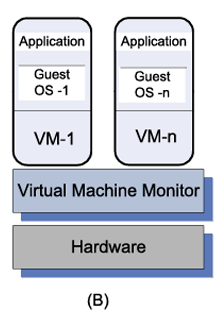 Application
Guest
OS -1
VM-1
Application
Guest
OS -n
VM-n
Virtual Machine Monitor
Hardware
(B)